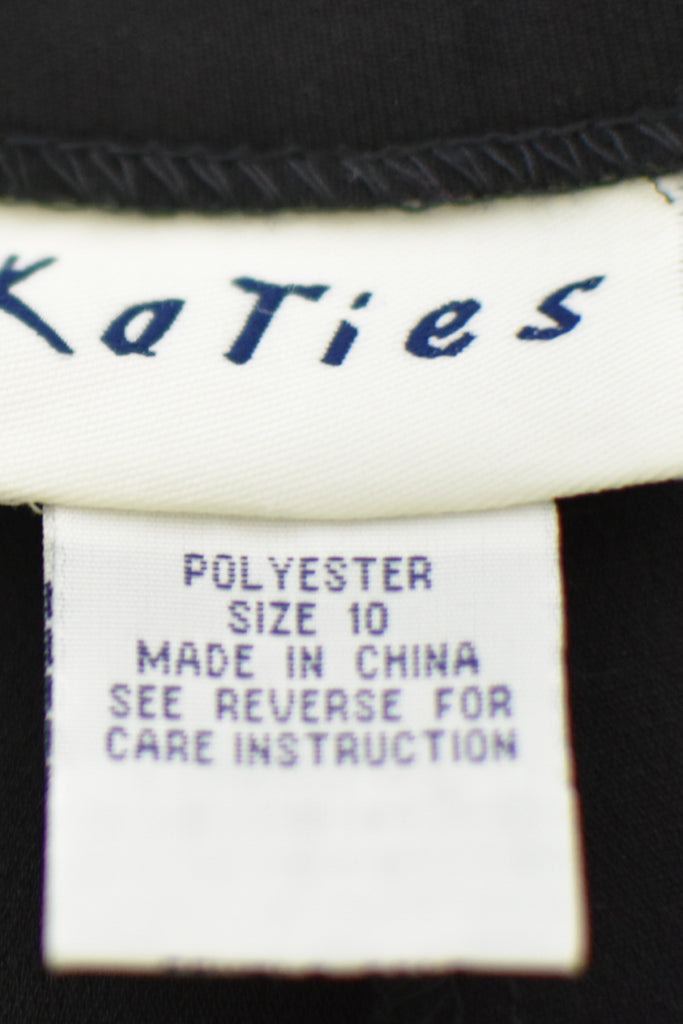 KaTies
POLYESTER
SIZE 10
MADE IN CHINA
SEE REVERSE FOR
CARE INSTRUCTION